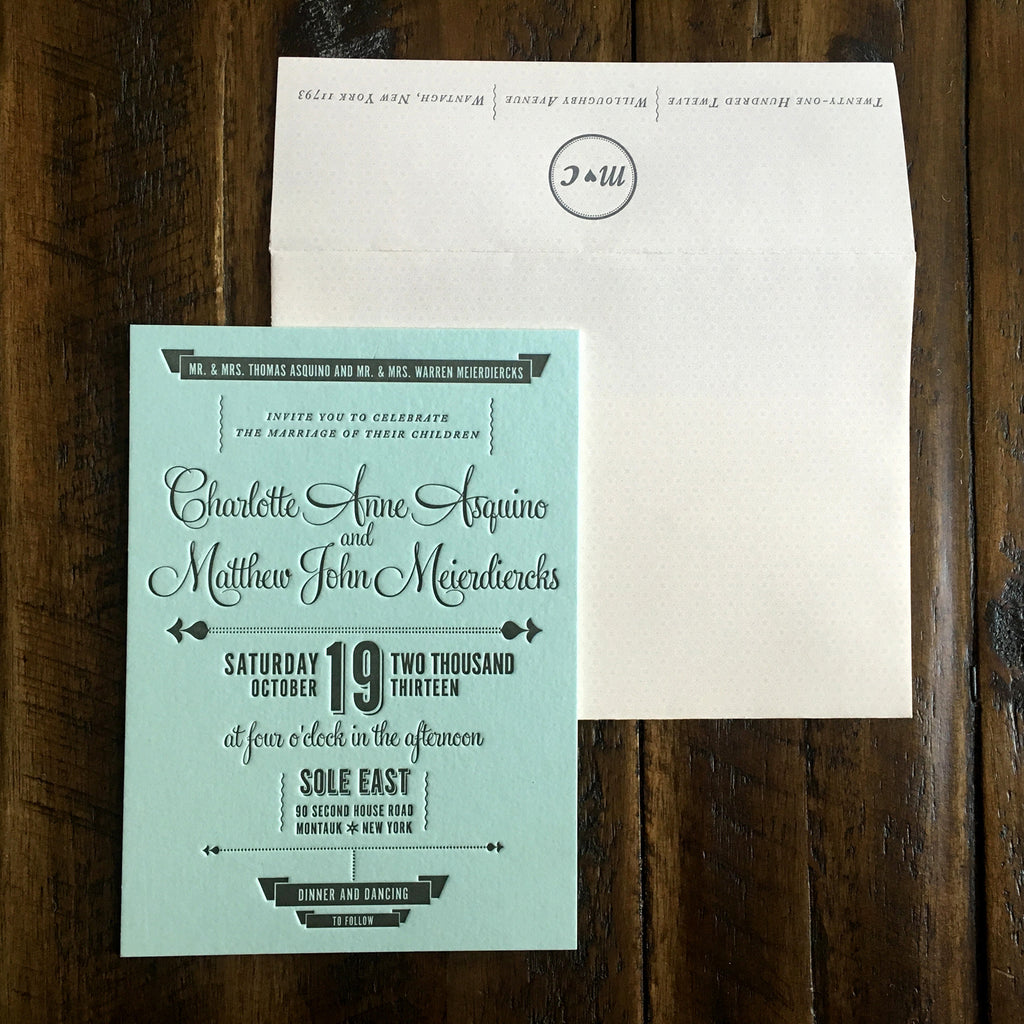 Twenty-one Hundred Twelve Willoughby Avenue Wantagh, New York 11793
m♥c
MR. & MRS. THOMAS ASQUINO AND MR. & MRS. WARREN MEIERDIERCKS
INVITE YOU TO CELEBRATE
THE MARRIAGE OF THEIR CHILDREN
Charlotte Anne Asquino
and
Matthew John Meierdiercks
SATURDAY 19 TWO THOUSAND
OCTOBER THIRTEEN
at four o'clock in the afternoon
SOLE EAST
90 SECOND HOUSE ROAD
MONTAUK ✶ NEW YORK
DINNER AND DANCING
TO FOLLOW